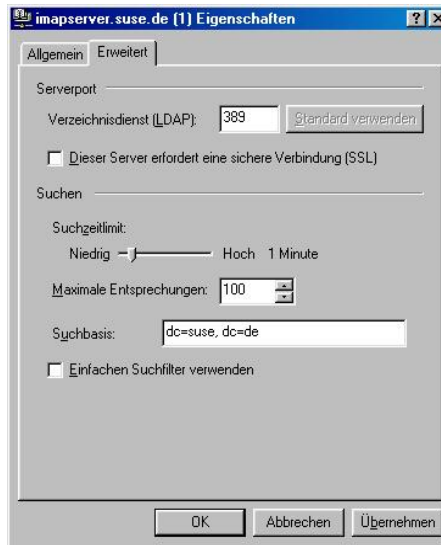 imapserver.suse.de (1) Eigenschaften
Allgemein Erweitert
Serverport
Verzeichnisdienst (LDAP): 389 Standard verwenden
Dieser Server erfordert eine sichere Verbindung (SSL)
Suchen
Suchzeitlimit:
Niedrig Hoch 1 Minute
Maximale Entsprechungen: 100
Suchbasis: dc=suse, dc=de
Einfachen Suchfilter verwenden
OK Abbrechen Übernehmen